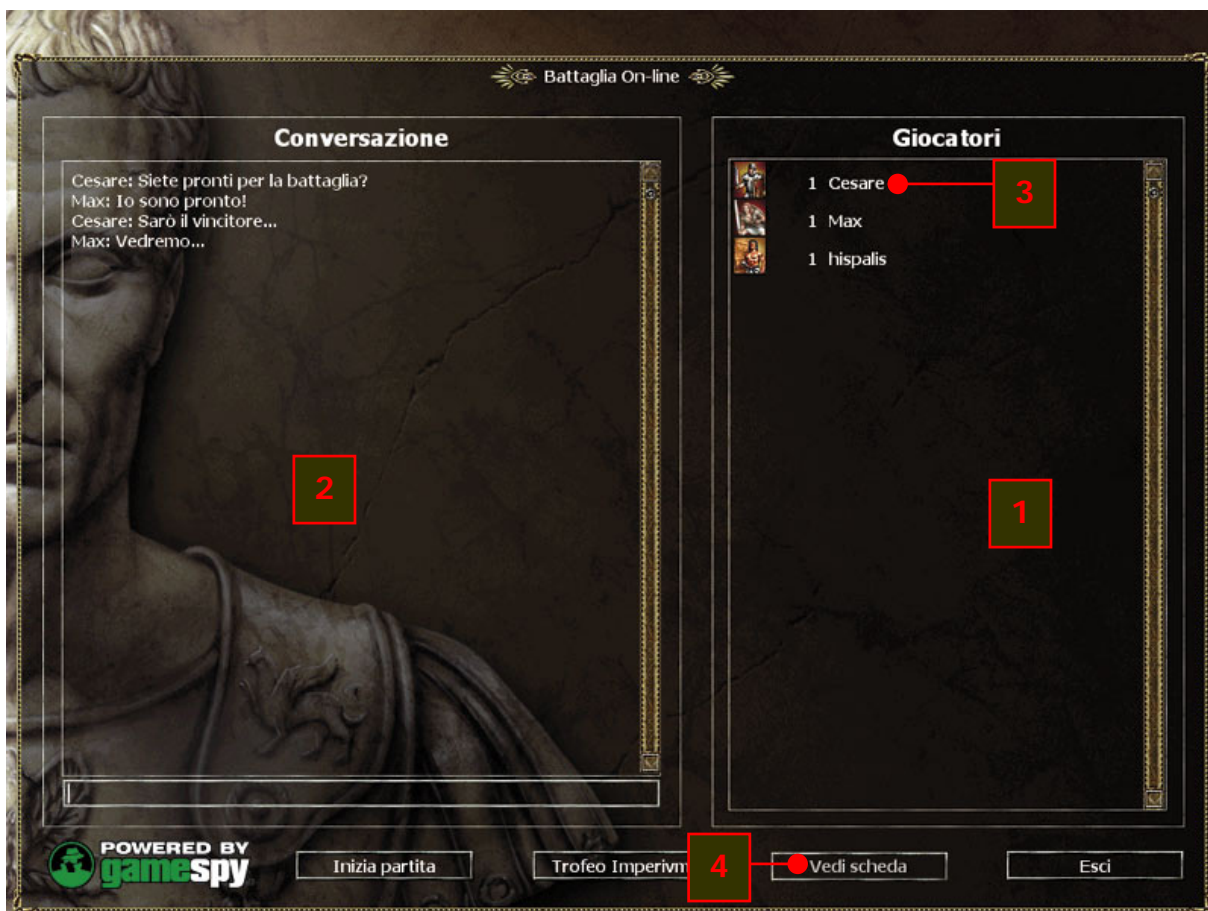 Battaglia On-line
Conversazione
Cesare: Siete pronti per la battaglia?
Max: Io sono pronto!
Cesare: Sarò il vincitore...
Max: Vedremo...
2
Giocatori
1 Cesare
3
1 Max
1 hispalis
1
POWERED BY
gamespy
Inizia partita
Trofeo Imperivm
4
Vedi scheda
Esci